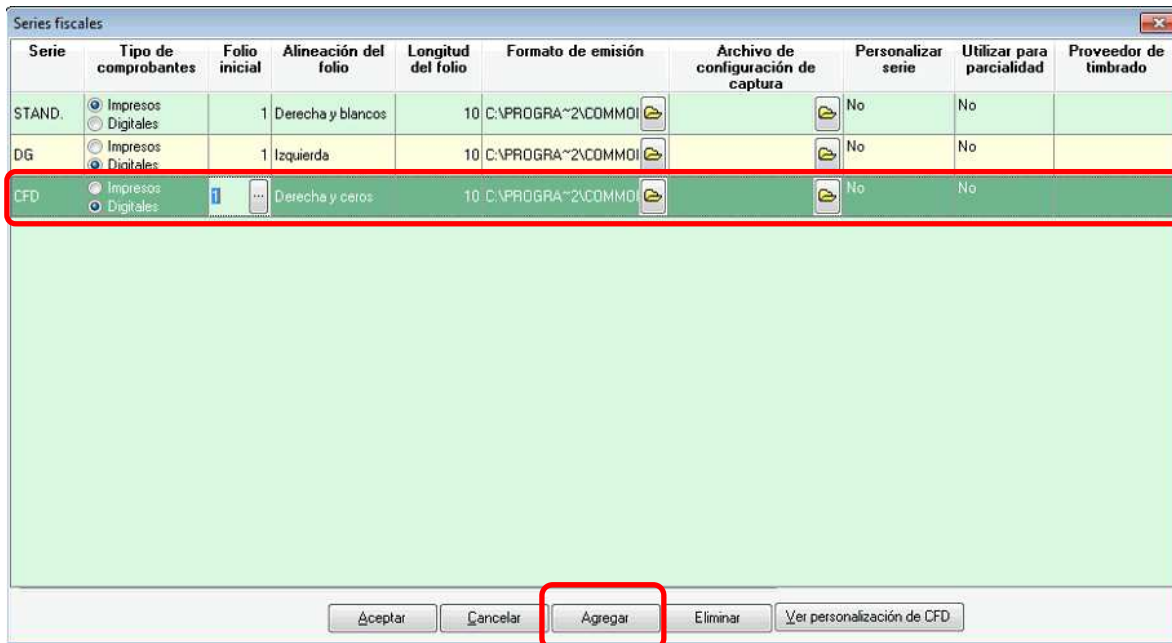 Series fiscales
Serie Tipo de comprobantes Folio inicial Alineación del folio Longitud del folio Formato de emisión Archivo de configuración de captura Personalizar serie Utilizar para parcialidad Proveedor de timbrado
STAND. Impresos Digitales 1 Derecha y blancos 10 C:\PROGRA~2\COMMO No No
DG Impresos Digitales 1 Izquierda 10 C:\PROGRA~2\COMMO No No
CFD Impresos Digitales 1 ... Derecha y ceros 10 C:\PROGRA~2\COMMO No No
Aceptar Cancelar Agregar Eliminar Ver personalización de CFD